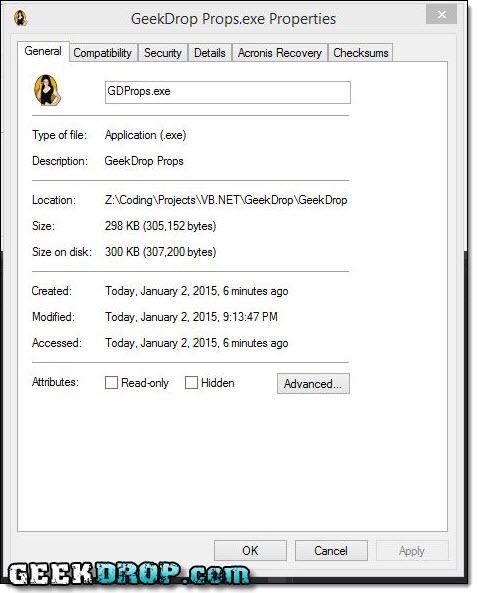 GeekDrop Props.exe Properties
General Compatibility Security Details Acronis Recovery Checksums
GDProps.exe
Type of file: Application (.exe)
Description: GeekDrop Props
Location: Z:\Coding\Projects\VB.NET\GeekDrop\GeekDrop
Size: 298 KB (305,152 bytes)
Size on disk: 300 KB (307,200 bytes)
Created: Today, January 2, 2015, 6 minutes ago
Modified: Today, January 2, 2015, 9:13:47 PM
Accessed: Today, January 2, 2015, 6 minutes ago
Attributes: Read-only Hidden Advanced...
OK Cancel Apply
GEEKDROP.com